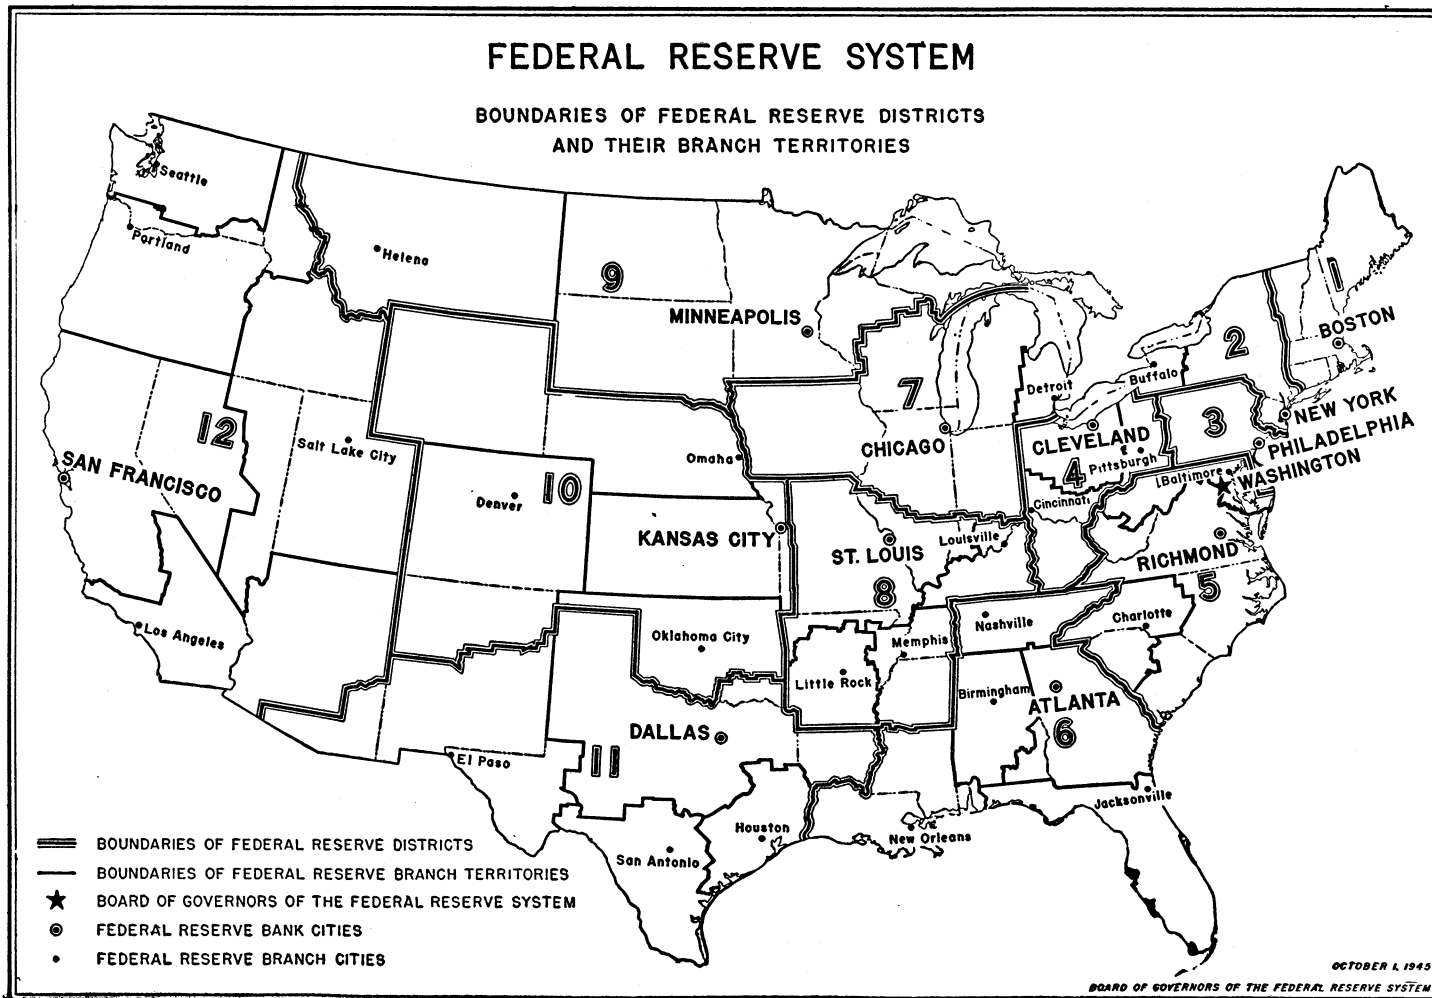 FEDERAL RESERVE SYSTEM
BOUNDARIES OF FEDERAL RESERVE DISTRICTS
AND THEIR BRANCH TERRITORIES
Seattle
Portland
Helena
9
MINNEAPOLIS
1
BOSTON
2
Buffalo
7
Detroit
NEW YORK
3
PHILADELPHIA
12
Salt Lake City
CHICAGO
CLEVELAND
Pittsburgh
4
WASHINGTON
Baltimore
SAN FRANCISCO
Omaha
Denver
10
Cincinnati
KANSAS CITY
ST. LOUIS
Louisville
RICHMOND
8
5
Los Angeles
Oklahoma City
Memphis
Nashville
Charlotte
Little Rock
Birmingham
ATLANTA
6
DALLAS
11
El Paso
Jacksonville
Houston
New Orleans
San Antonio
BOUNDARIES OF FEDERAL RESERVE DISTRICTS
BOUNDARIES OF FEDERAL RESERVE BRANCH TERRITORIES
BOARD OF GOVERNORS OF THE FEDERAL RESERVE SYSTEM
FEDERAL RESERVE BANK CITIES
FEDERAL RESERVE BRANCH CITIES
OCTOBER 1, 1945
BOARD OF GOVERNORS OF THE FEDERAL RESERVE SYSTEM